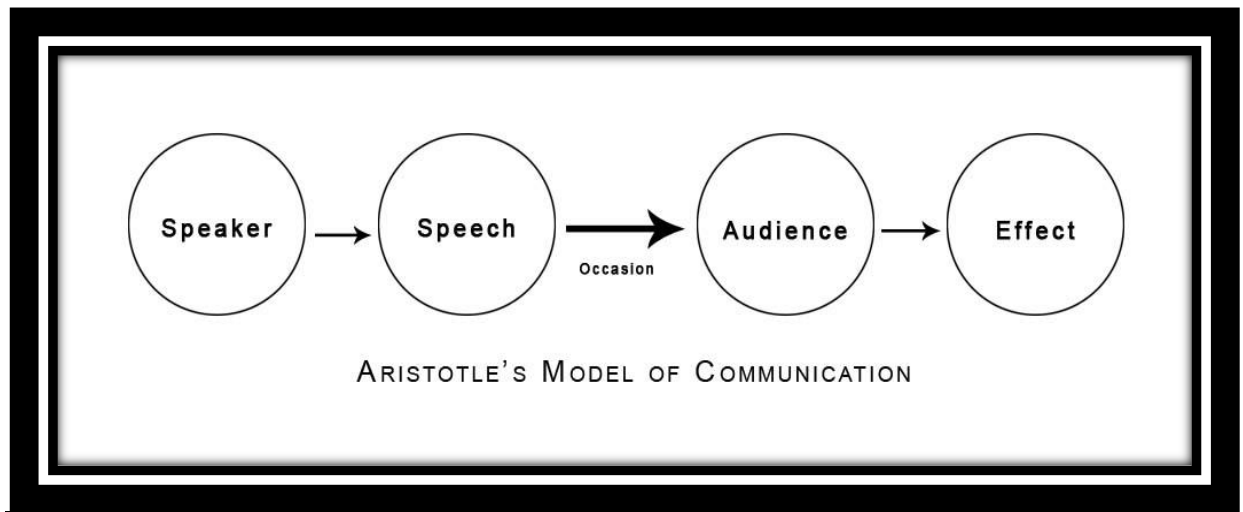 Speaker Speech Audience Effect
Occasion
ARISTOTLE'S MODEL OF COMMUNICATION